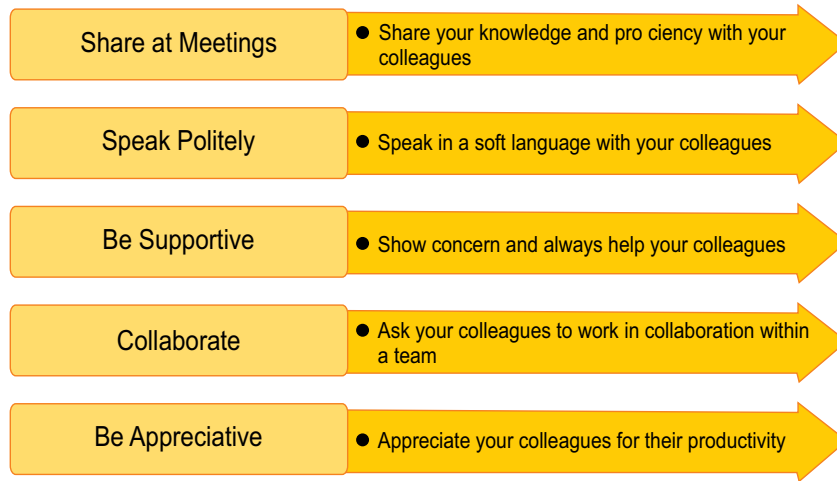 Share at Meetings
● Share your knowledge and pro ciency with your
colleagues
Speak Politely
● Speak in a soft language with your colleagues
Be Supportive
● Show concern and always help your colleagues
Collaborate
● Ask your colleagues to work in collaboration within
a team
Be Appreciative
● Appreciate your colleagues for their productivity